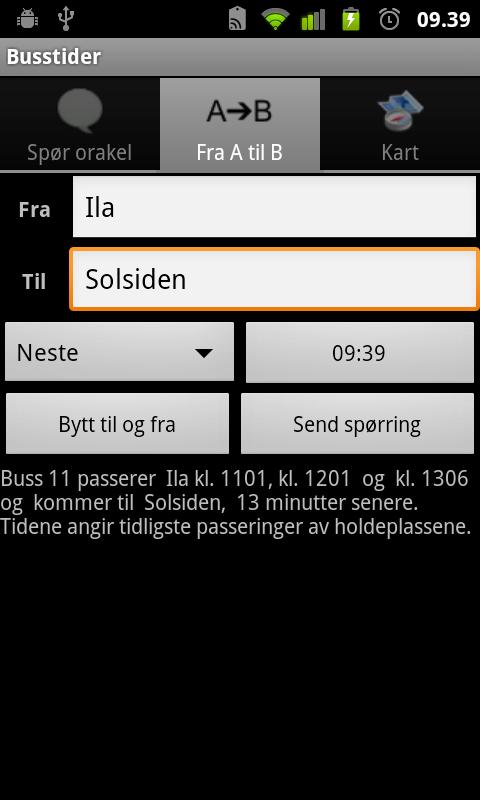 09.39
Busstider
A→B
Spør orakel Fra A til B Kart
Fra Ila
Til Solsiden
Neste 09:39
Bytt til og fra Send spørring
Buss 11 passerer Ila kl. 1101, kl. 1201 og kl. 1306
og kommer til Solsiden, 13 minutter senere.
Tidene angir tidligste passeringer av holdeplassene.